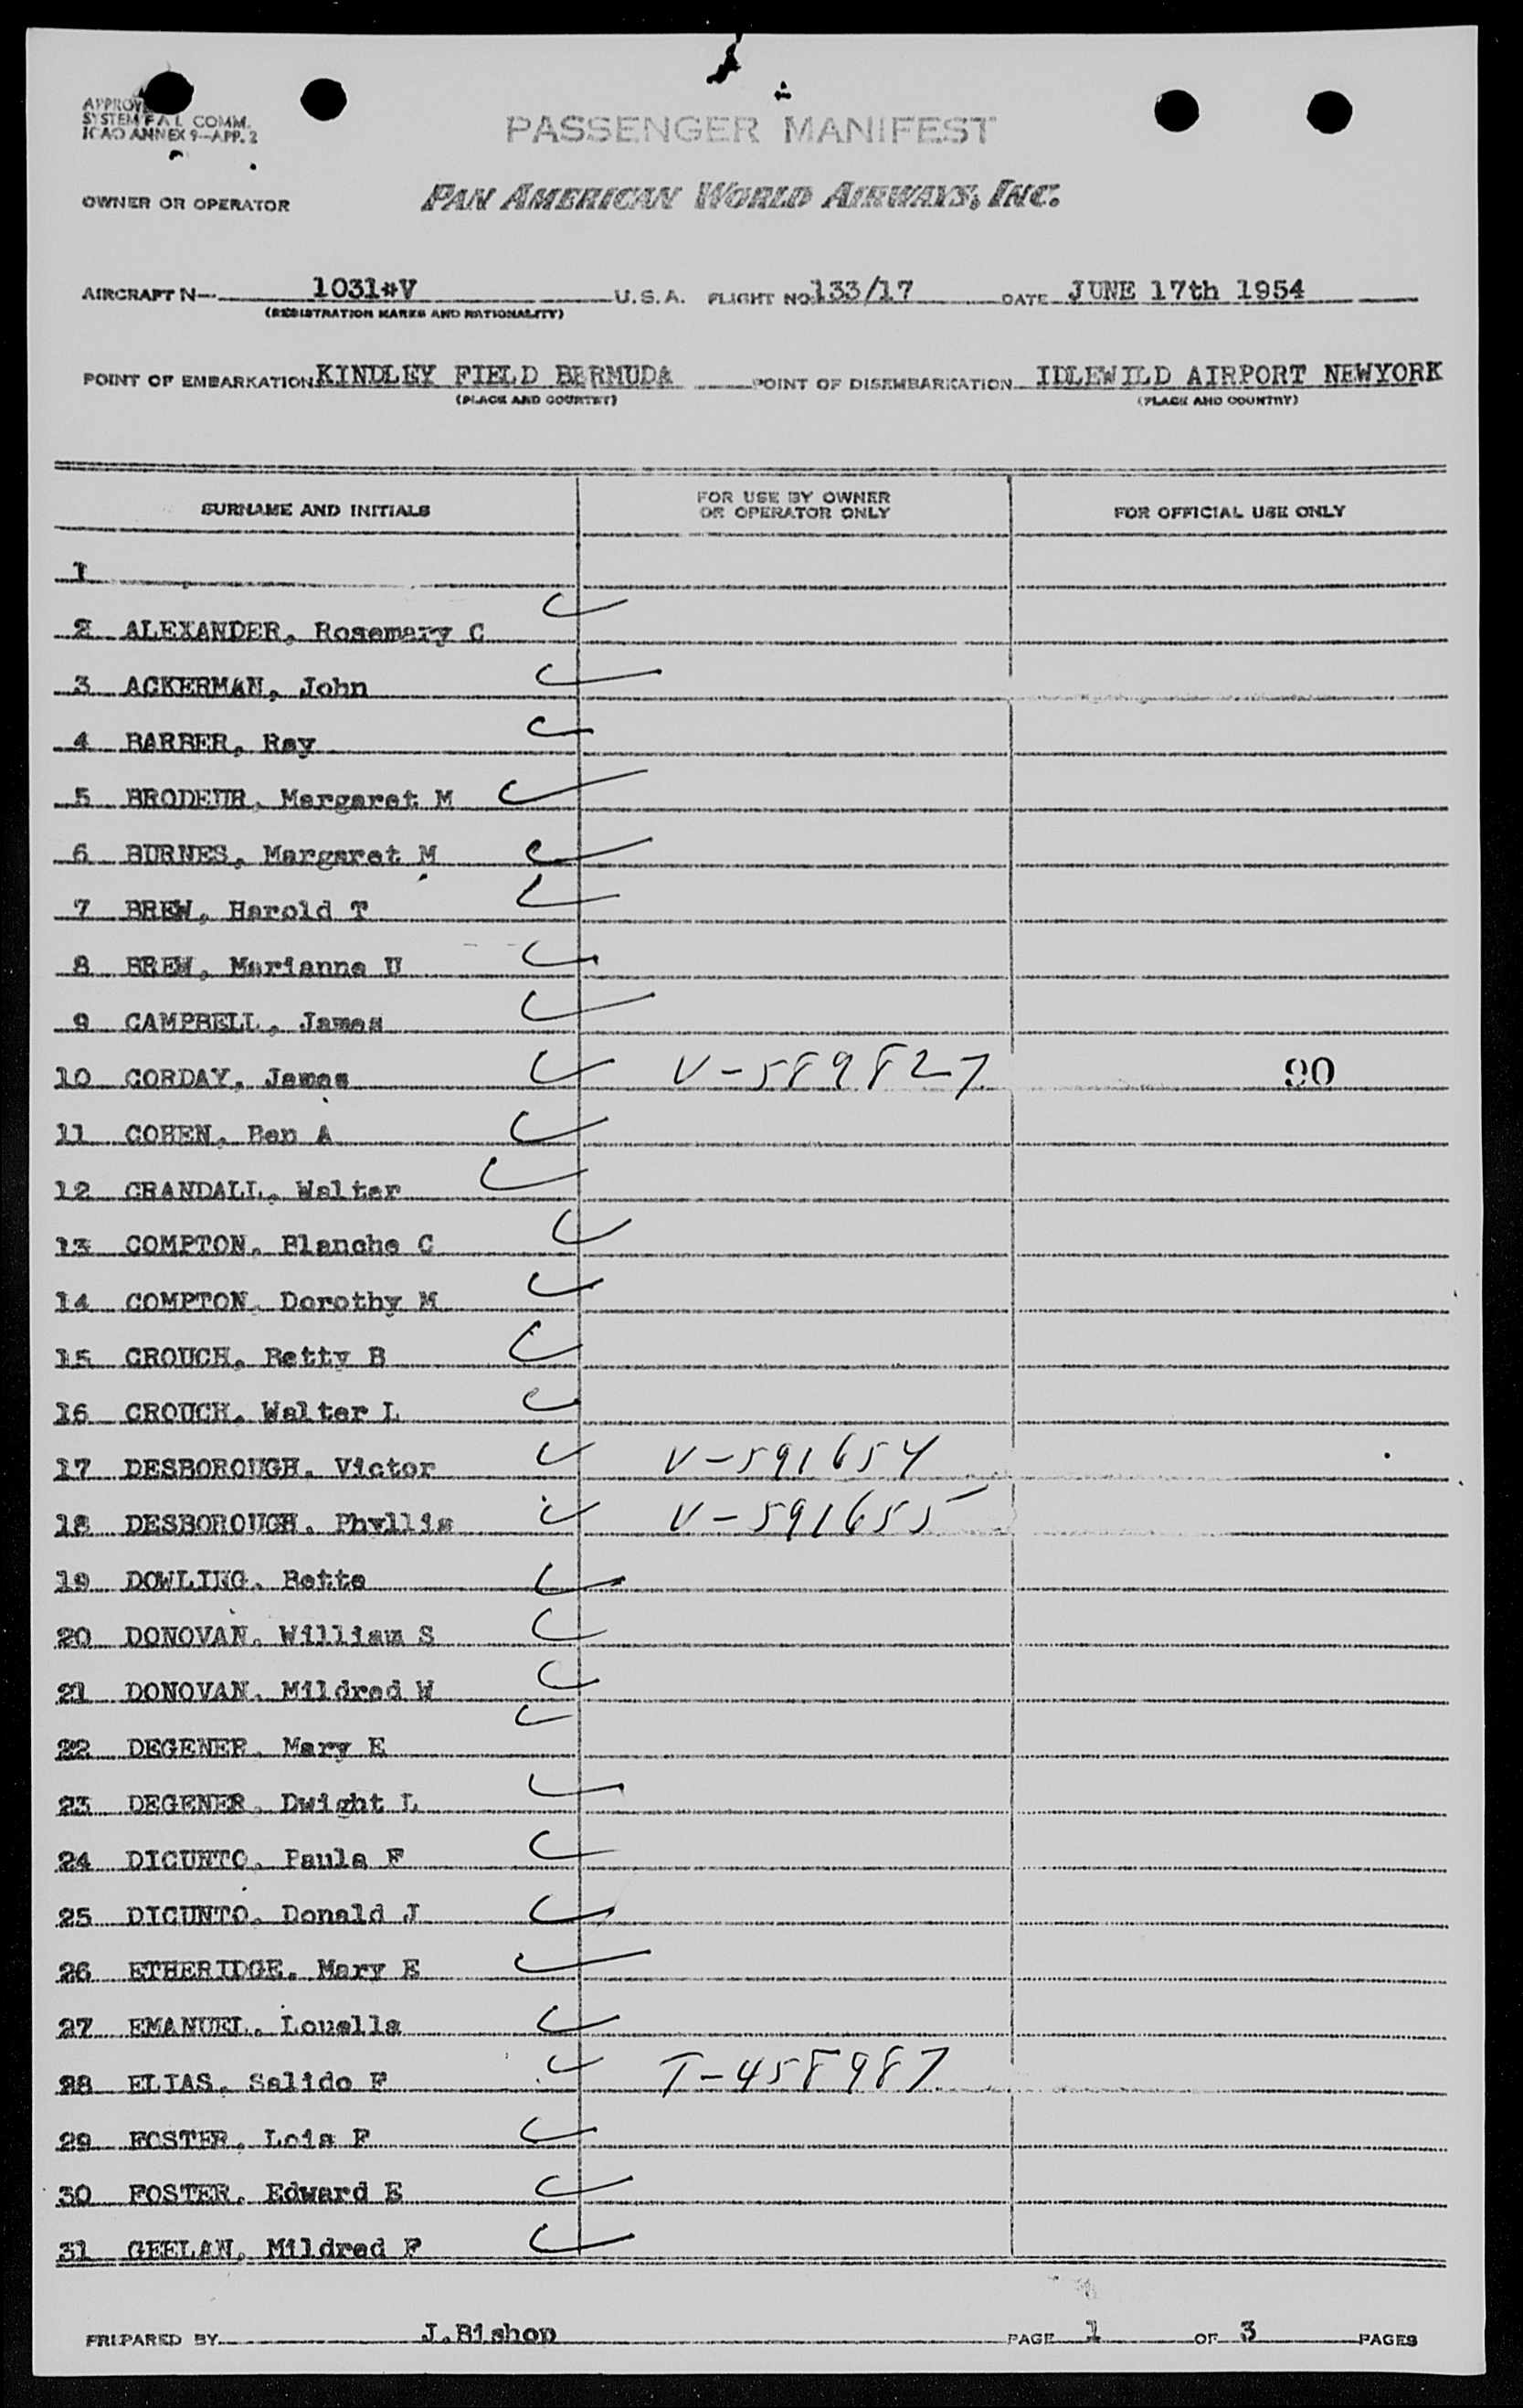 APPROVED
SYSTEM F A L COMM.
ICAO ANNEX 9—APP. 2
PASSENGER MANIFEST
OWNER OR OPERATOR PAN AMERICAN WORLD AIRWAYS, INC.
AIRCRAFT N— 1031*V U.S.A. FLIGHT NO. 133/17 DATE JUNE 17th 1954
(REGISTRATION MARKS AND NATIONALITY)
POINT OF EMBARKATION KINDLEY FIELD BERMUDA POINT OF DISEMBARKATION IDLEWILD AIRPORT NEWYORK
(PLACE AND COUNTRY) (PLACE AND COUNTRY)
SURNAME AND INITIALS FOR USE BY OWNER OR OPERATOR ONLY FOR OFFICIAL USE ONLY
1
2 ALEXANDER, Rosemary C
3 ACKERMAN, John
4 BARBER, Ray
5 BRODEUR, Margaret M
6 BURNES, Margaret M
7 BREW, Harold T
8 BREW, Marianne U
9 CAMPBELL, James
10 CORDAY, James V-589827 90
11 COHEN, Ben A
12 CRANDALL, Walter
13 COMPTON, Blanche C
14 COMPTON, Dorothy M
15 CROUCH, Betty B
16 CROUCH, Walter L
17 DESBOROUGH, Victor V-591654
18 DESBOROUGH, Phyllis V-591655
19 DOWLING, Bette
20 DONOVAN, William S
21 DONOVAN, Mildred W
22 DEGENER, Mary E
23 DEGENER, Dwight L
24 DICUNTO, Paula F
25 DICUNTO, Donald J
26 ETHERIDGE, Mary E
27 EMANUEL, Louella
28 ELIAS, Salido F T-458987
29 FOSTER, Lois F
30 FOSTER, Edward E
31 GEELAN, Mildred F
PREPARED BY J.Bishop PAGE 1 OF 3 PAGES